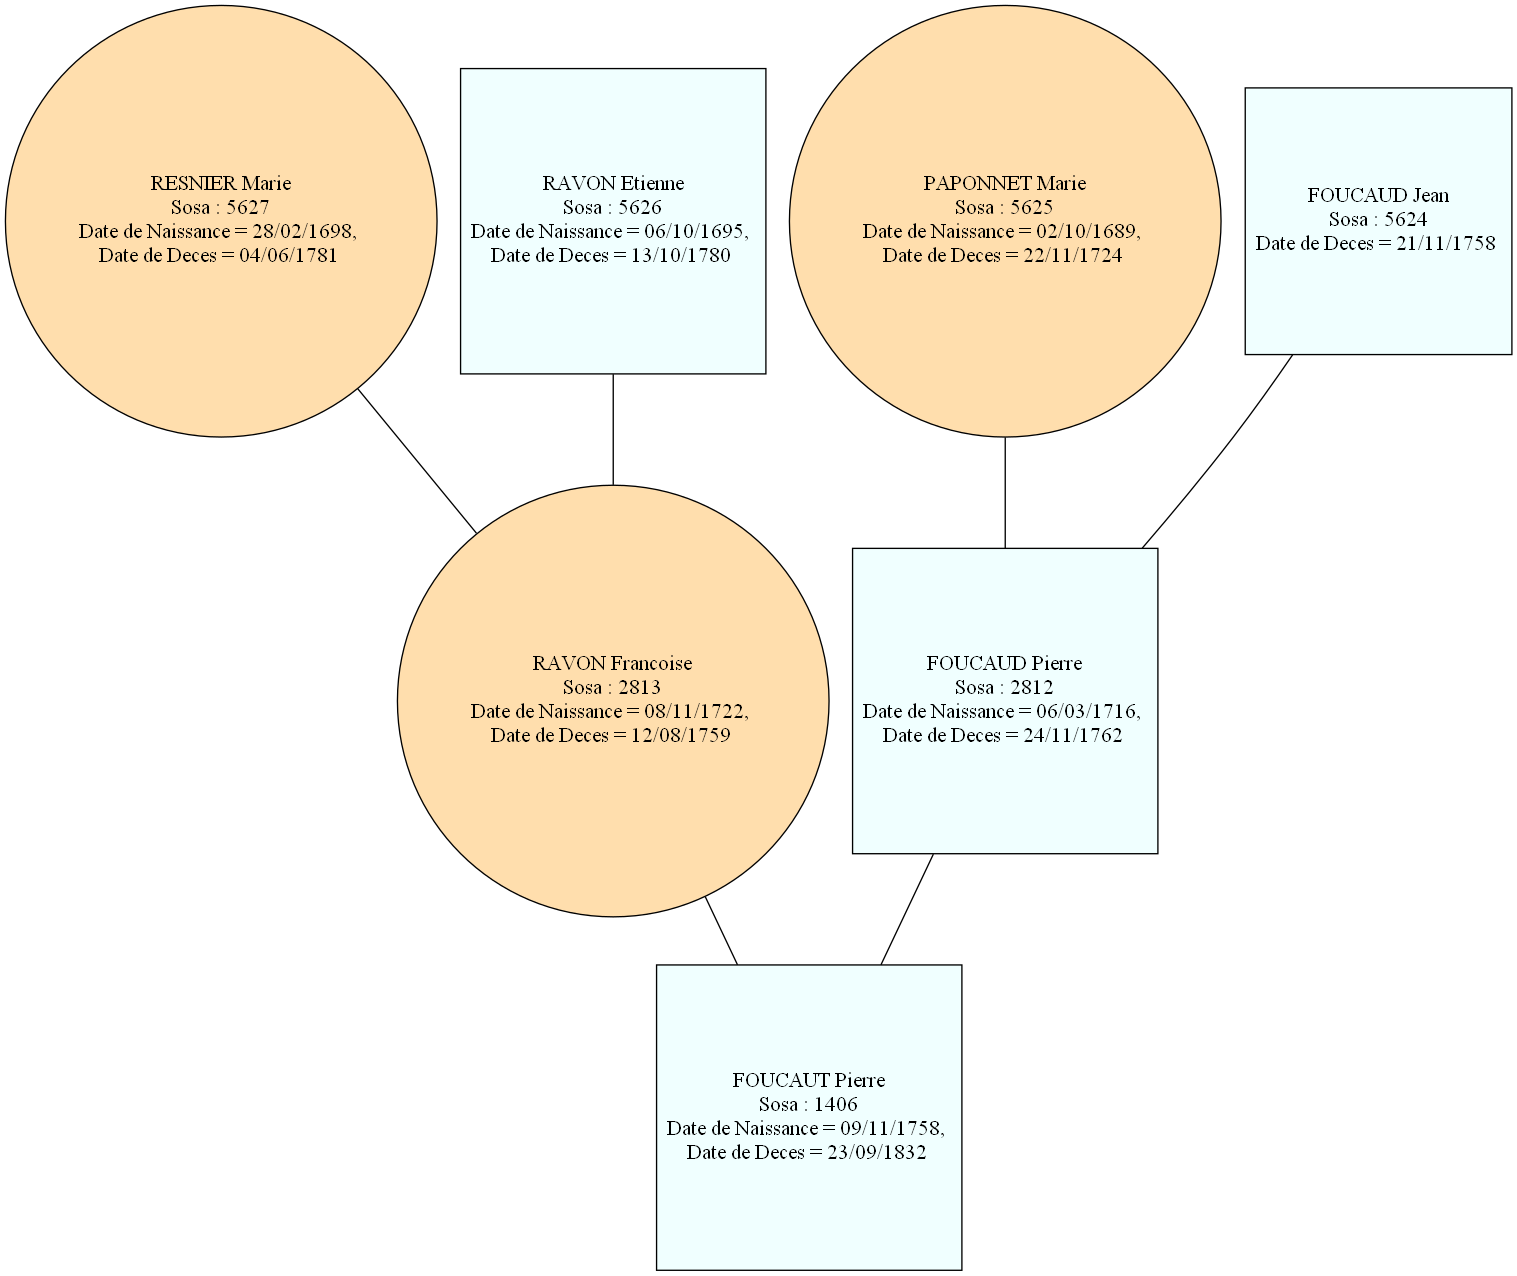 RESNIER Marie
Sosa : 5627
Date de Naissance = 28/02/1698,
Date de Deces = 04/06/1781
RAVON Etienne
Sosa : 5626
Date de Naissance = 06/10/1695,
Date de Deces = 13/10/1780
PAPONNET Marie
Sosa : 5625
Date de Naissance = 02/10/1689,
Date de Deces = 22/11/1724
FOUCAUD Jean
Sosa : 5624
Date de Deces = 21/11/1758
RAVON Francoise
Sosa : 2813
Date de Naissance = 08/11/1722,
Date de Deces = 12/08/1759
FOUCAUD Pierre
Sosa : 2812
Date de Naissance = 06/03/1716,
Date de Deces = 24/11/1762
FOUCAUT Pierre
Sosa : 1406
Date de Naissance = 09/11/1758,
Date de Deces = 23/09/1832